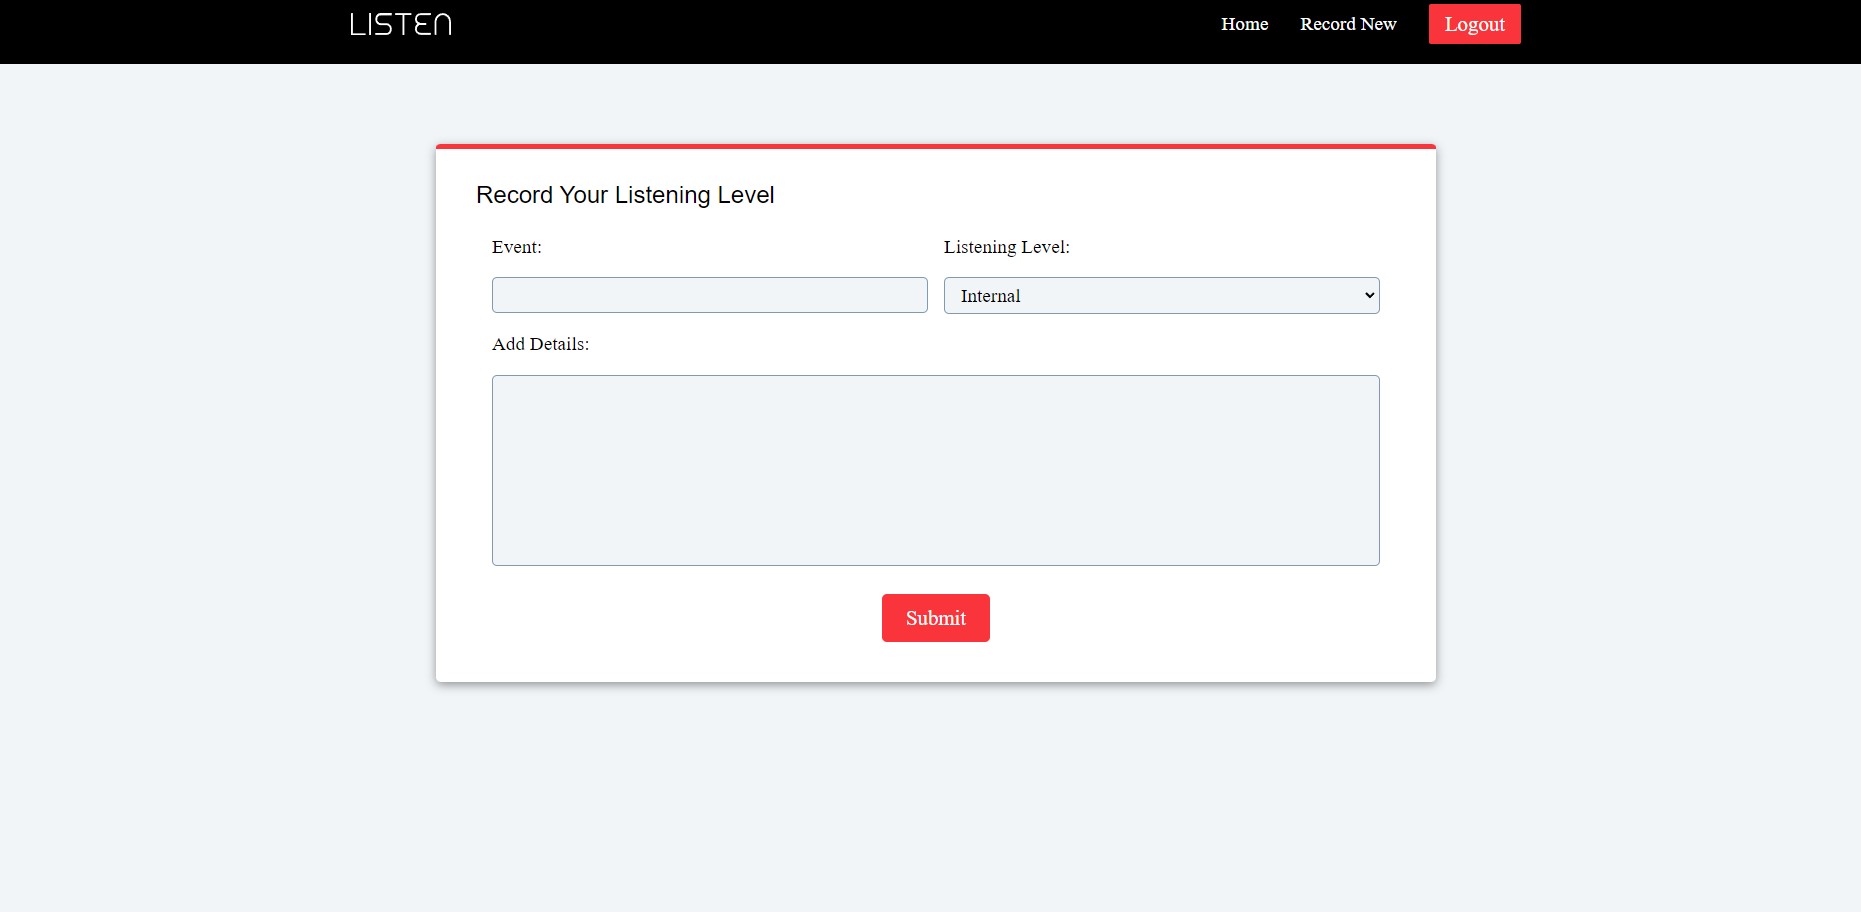 LISTEN
Home Record New Logout
Record Your Listening Level
Event: Listening Level:
Internal
Add Details:
Submit